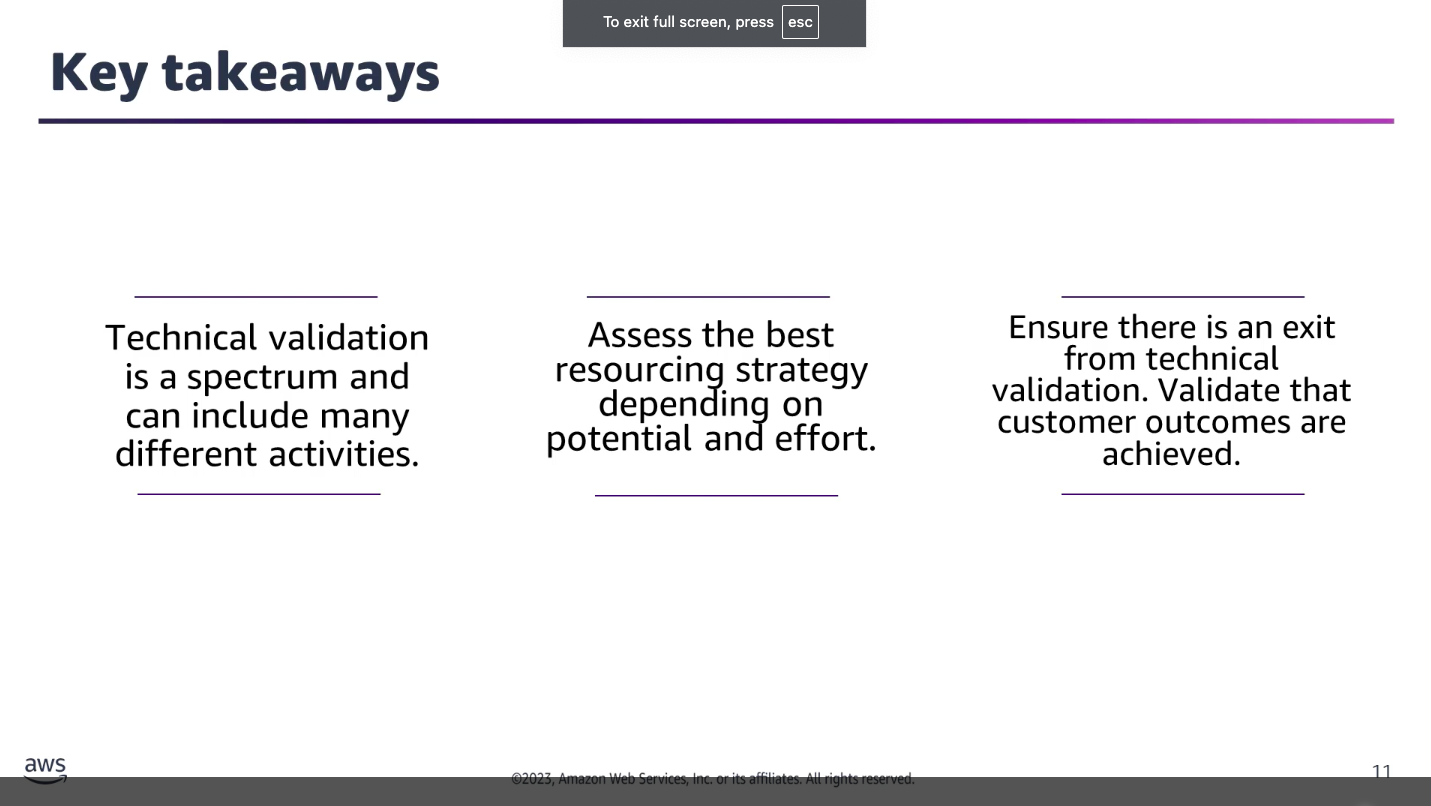 To exit full screen, press esc
Key takeaways
Technical validation
is a spectrum and
can include many
different activities.
Assess the best
resourcing strategy
depending on
potential and effort.
Ensure there is an exit
from technical
validation. Validate that
customer outcomes are
achieved.
aws
©2023, Amazon Web Services, Inc. or its affiliates. All rights reserved.
11